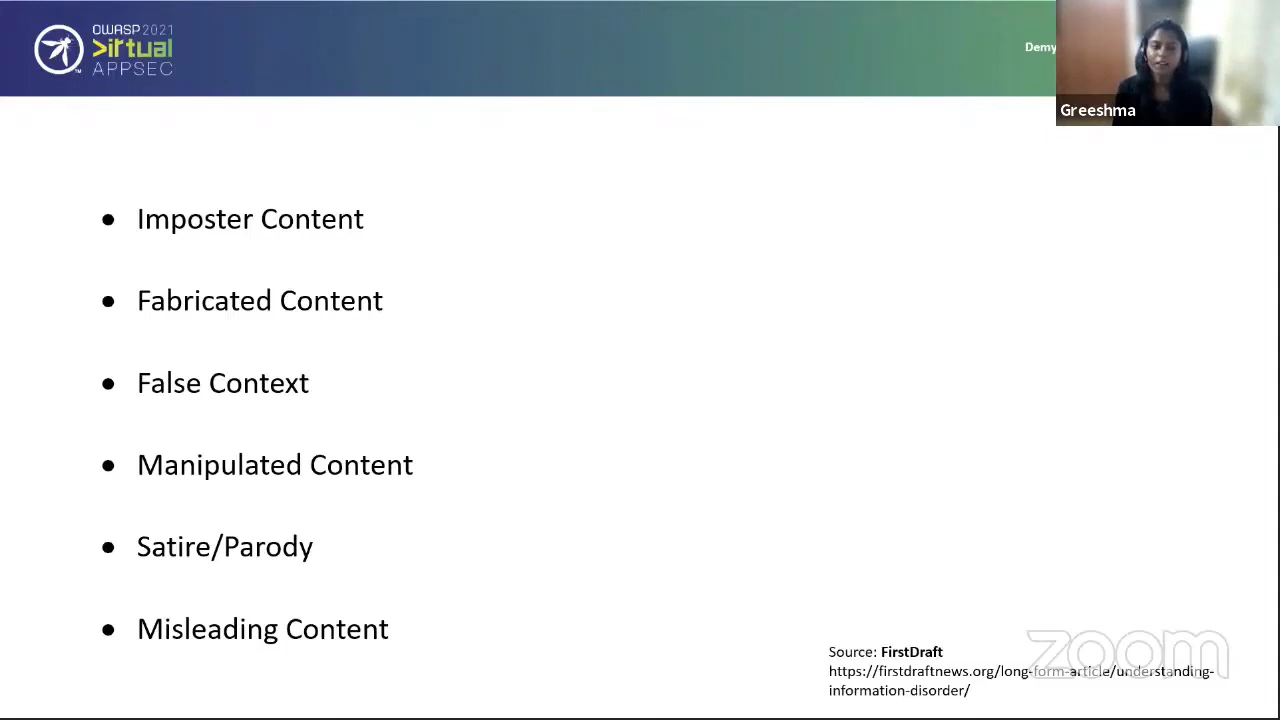 OWASP 2021
Virtual
APPSEC
Demy
Greeshma
• Imposter Content
• Fabricated Content
• False Context
• Manipulated Content
• Satire/Parody
• Misleading Content
Source: FirstDraft
https://firstdraftnews.org/long-form-article/understanding-
information-disorder/
zoom